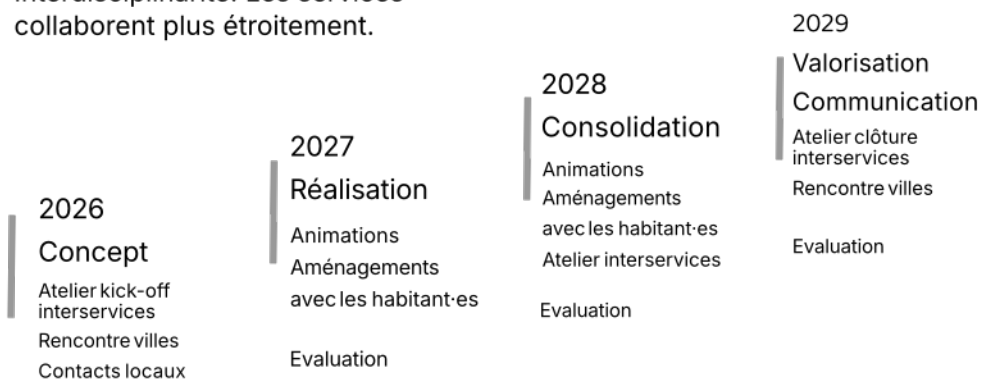 collaborent plus étroitement.
2026
Concept
Atelier kick-off
interservices
Rencontre villes
Contacts locaux
2027
Réalisation
Animations
Aménagements
avec les habitant·es
Evaluation
2028
Consolidation
Animations
Aménagements
avec les habitant·es
Atelier interservices
Evaluation
2029
Valorisation
Communication
Atelier clôture
interservices
Rencontre villes
Evaluation